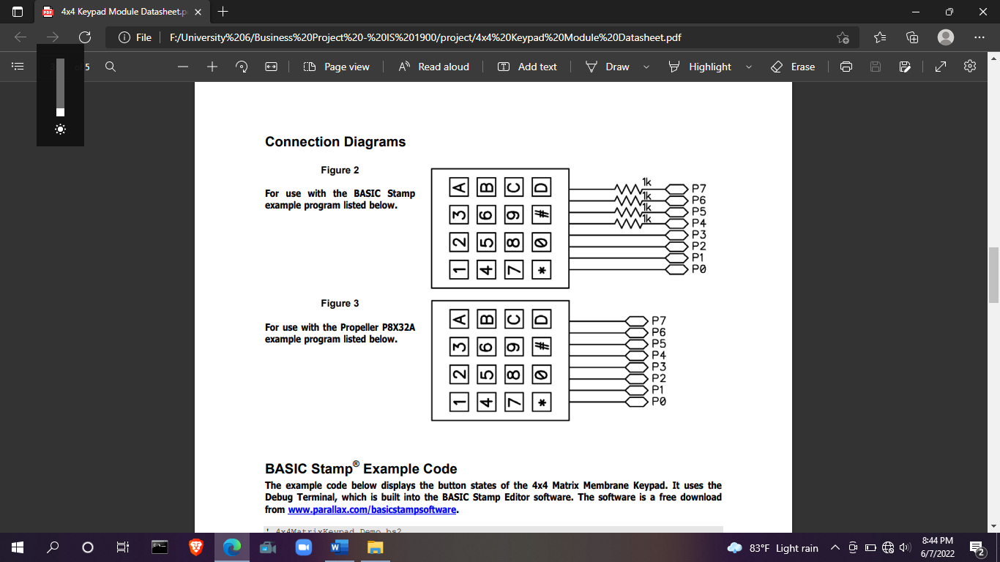 4x4 Keypad Module Datasheet.p
File
F:/University%206/Business%20Project%20-%20IS%201900/project/4x4%20Keypad%20Module%20Datasheet.pdf
of 5
Page view
Read aloud
Add text
Draw
Highlight
Erase
Connection Diagrams
Figure 2
For use with the BASIC Stamp
example program listed below.
A B C D
3 6 9 #
2 5 8 0
1 4 7 *
1k
1k
1k
1k
P7
P6
P5
P4
P3
P2
P1
P0
Figure 3
For use with the Propeller P8X32A
example program listed below.
A B C D
3 6 9 #
2 5 8 0
1 4 7 *
P7
P6
P5
P4
P3
P2
P1
P0
BASIC Stamp® Example Code
The example code below displays the button states of the 4x4 Matrix Membrane Keypad. It uses the
Debug Terminal, which is built into the BASIC Stamp Editor software. The software is a free download
from www.parallax.com/basicstampsoftware.
' 4x4MatrixKeypad_Demo.bs2
83°F Light rain
8:44 PM
6/7/2022
2